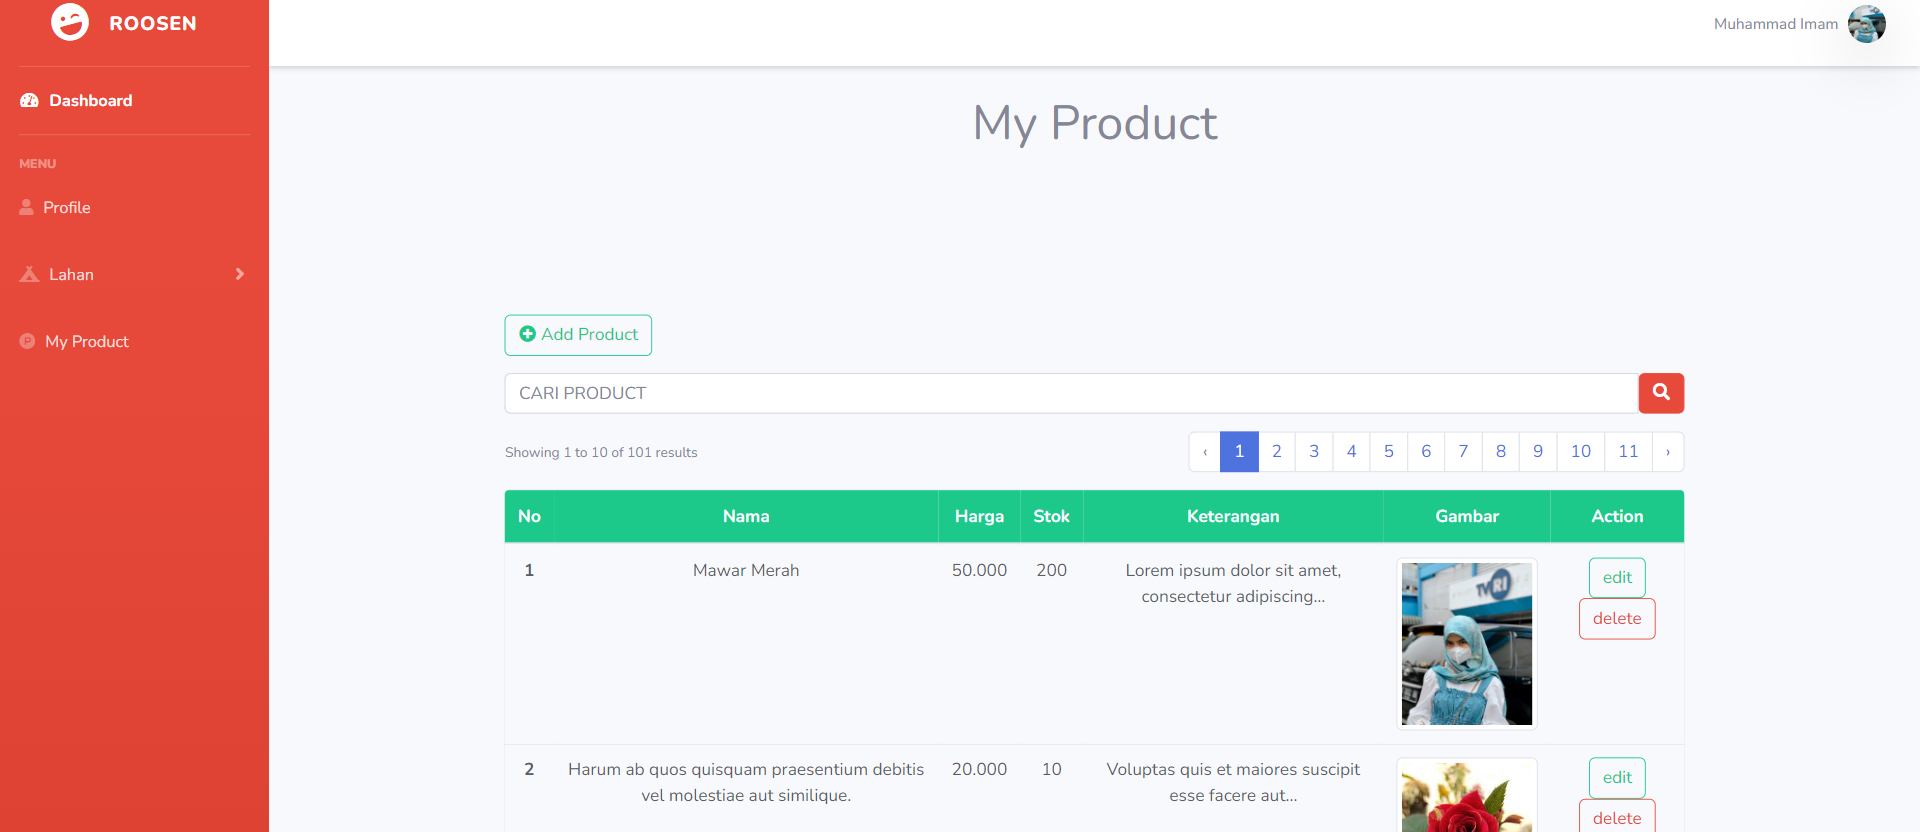 ROOSEN
Muhammad Imam
Dashboard
MENU
Profile
Lahan
My Product
My Product
Add Product
CARI PRODUCT
Showing 1 to 10 of 101 results
‹ 1 2 3 4 5 6 7 8 9 10 11 ›
No Nama Harga Stok Keterangan Gambar Action
1 Mawar Merah 50.000 200 Lorem ipsum dolor sit amet, edit
consectetur adipiscing...
TVRI
delete
2 Harum ab quos quisquam praesentium debitis 20.000 10 Voluptas quis et maiores suscipit edit
vel molestiae aut similique. esse facere aut...
delete